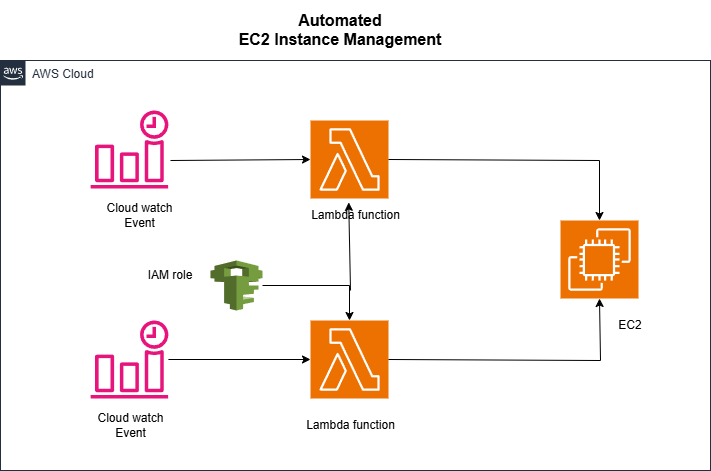 Automated
EC2 Instance Management
aws
AWS Cloud
Cloud watch
Event
Lambda function
IAM role
EC2
Cloud watch
Event
Lambda function